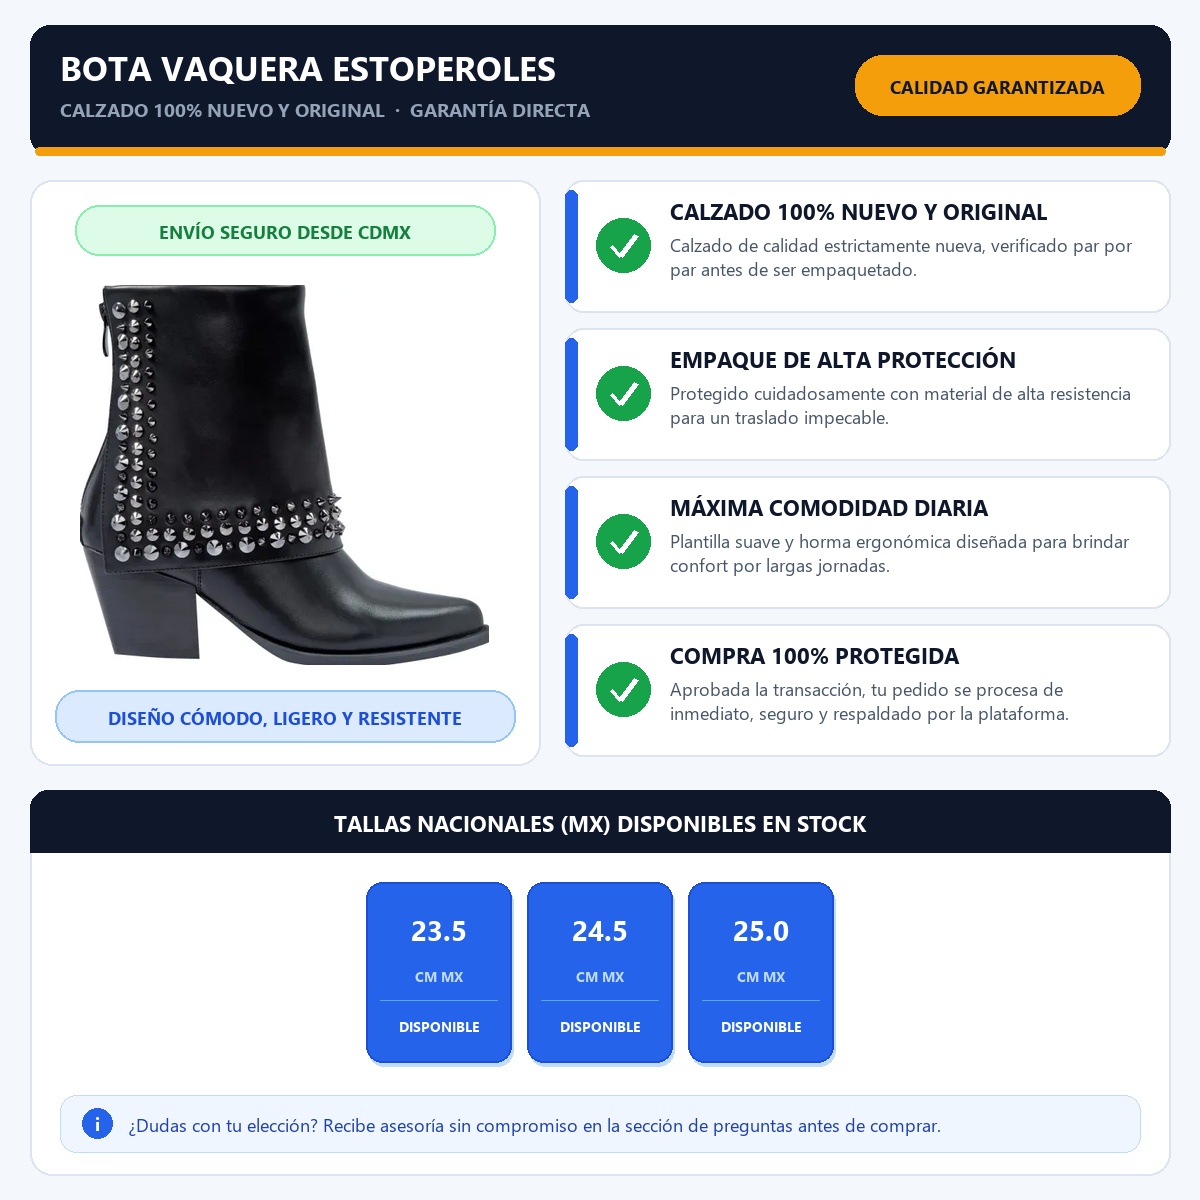 BOTA VAQUERA ESTOPEROLES
CALZADO 100% NUEVO Y ORIGINAL · GARANTÍA DIRECTA
CALIDAD GARANTIZADA
ENVÍO SEGURO DESDE CDMX
DISEÑO CÓMODO, LIGERO Y RESISTENTE
CALZADO 100% NUEVO Y ORIGINAL
Calzado de calidad estrictamente nueva, verificado par por
par antes de ser empaquetado.
EMPAQUE DE ALTA PROTECCIÓN
Protegido cuidadosamente con material de alta resistencia
para un traslado impecable.
MÁXIMA COMODIDAD DIARIA
Plantilla suave y horma ergonómica diseñada para brindar
confort por largas jornadas.
COMPRA 100% PROTEGIDA
Aprobada la transacción, tu pedido se procesa de
inmediato, seguro y respaldado por la plataforma.
TALLAS NACIONALES (MX) DISPONIBLES EN STOCK
23.5
CM MX
DISPONIBLE
24.5
CM MX
DISPONIBLE
25.0
CM MX
DISPONIBLE
¿Dudas con tu elección? Recibe asesoría sin compromiso en la sección de preguntas antes de comprar.